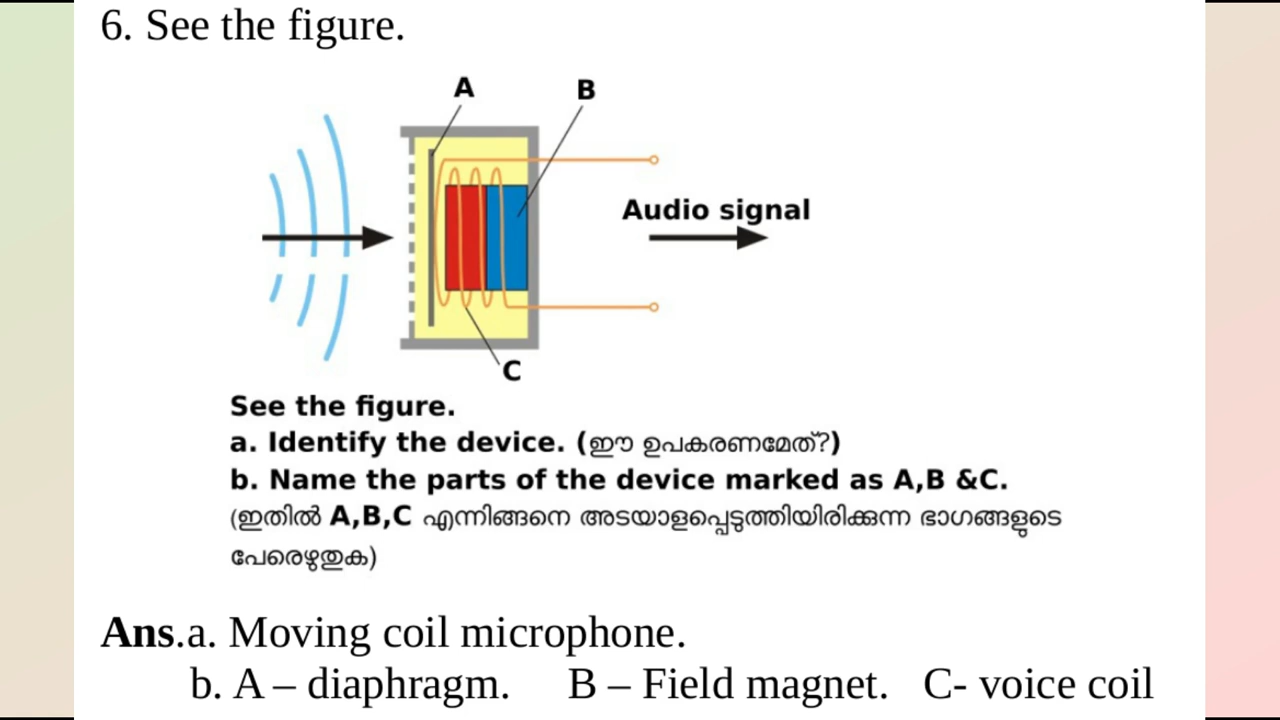 6. See the figure.
A
B
Audio signal
C
See the figure.
a. Identify the device. (ഈ ഉപകരണമേത്?)
b. Name the parts of the device marked as A,B &C.
(ഇതിൽ A,B,C എന്നിങ്ങനെ അടയാളപ്പെടുത്തിയിരിക്കുന്ന ഭാഗങ്ങളുടെ
പേരെഴുതുക)
Ans.a. Moving coil microphone.
b. A – diaphragm. B – Field magnet. C- voice coil